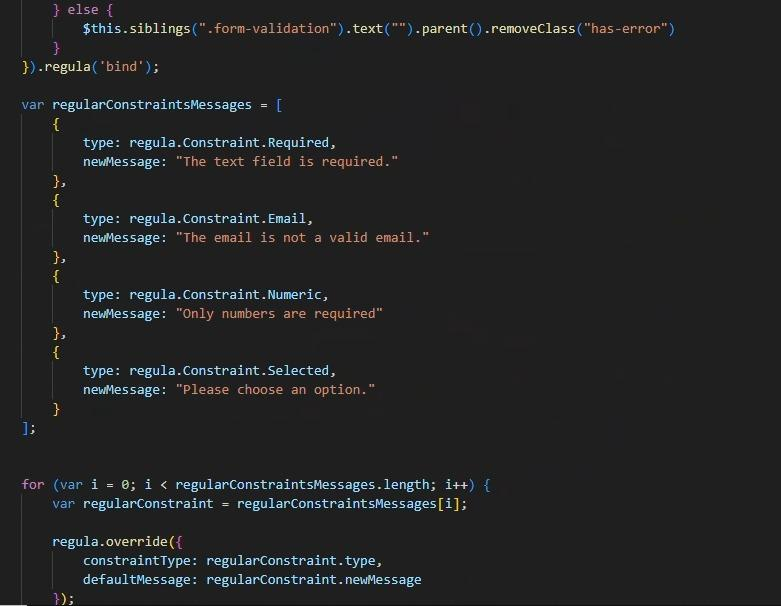 } else {
$this.siblings(".form-validation").text("").parent().removeClass("has-error")
}
}).regula('bind');
var regularConstraintsMessages = [
{
type: regula.Constraint.Required,
newMessage: "The text field is required."
},
{
type: regula.Constraint.Email,
newMessage: "The email is not a valid email."
},
{
type: regula.Constraint.Numeric,
newMessage: "Only numbers are required"
},
{
type: regula.Constraint.Selected,
newMessage: "Please choose an option."
}
];
for (var i = 0; i < regularConstraintsMessages.length; i++) {
var regularConstraint = regularConstraintsMessages[i];
regula.override({
constraintType: regularConstraint.type,
defaultMessage: regularConstraint.newMessage
});